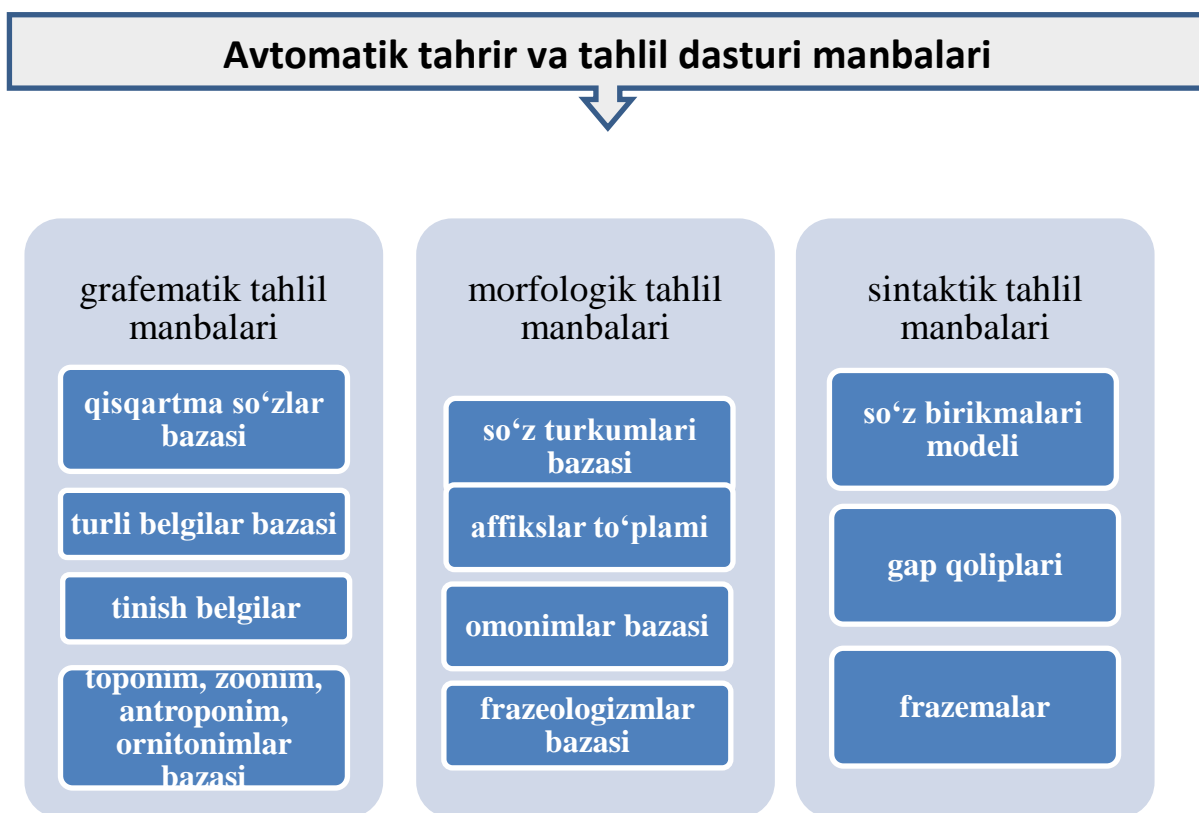 Avtomatik tahrir va tahlil dasturi manbalari
grafematik tahlil
manbalari
qisqartma so‘zlar
bazasi
turli belgilar bazasi
tinish belgilar
toponim, zoonim,
antroponim,
ornitonimlar
bazasi
morfologik tahlil
manbalari
so‘z turkumlari
bazasi
affikslar to‘plami
omonimlar bazasi
frazeologizmlar
bazasi
sintaktik tahlil
manbalari
so‘z birikmalari
modeli
gap qoliplari
frazemalar